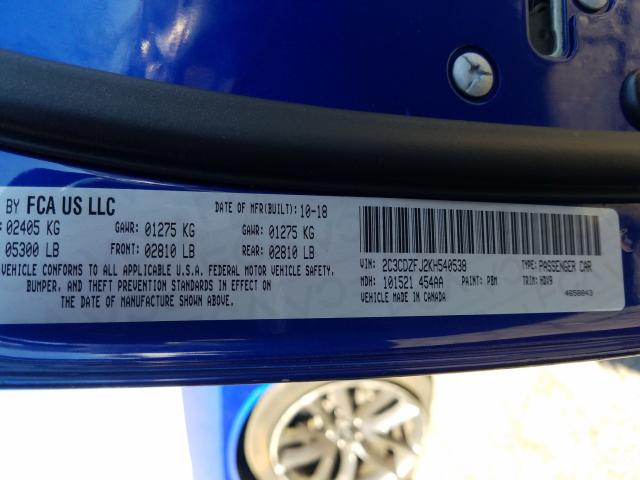 BY FCA US LLC
DATE OF MFR(BUILT): 10-18
: 02405 KG GAWR: 01275 KG GAWR: 01275 KG
05300 LB FRONT: 02810 LB REAR: 02810 LB
VEHICLE CONFORMS TO ALL APPLICABLE U.S.A. FEDERAL MOTOR VEHICLE SAFETY,
BUMPER, AND THEFT PREVENTION STANDARDS IN EFFECT ON
THE DATE OF MANUFACTURE SHOWN ABOVE.
VIN: 2C3CDZFJ2KH540538 TYPE: PASSENGER CAR
MDH: 101521 454AA PAINT: PBM TRIM: HDX9
VEHICLE MADE IN CANADA 4658843